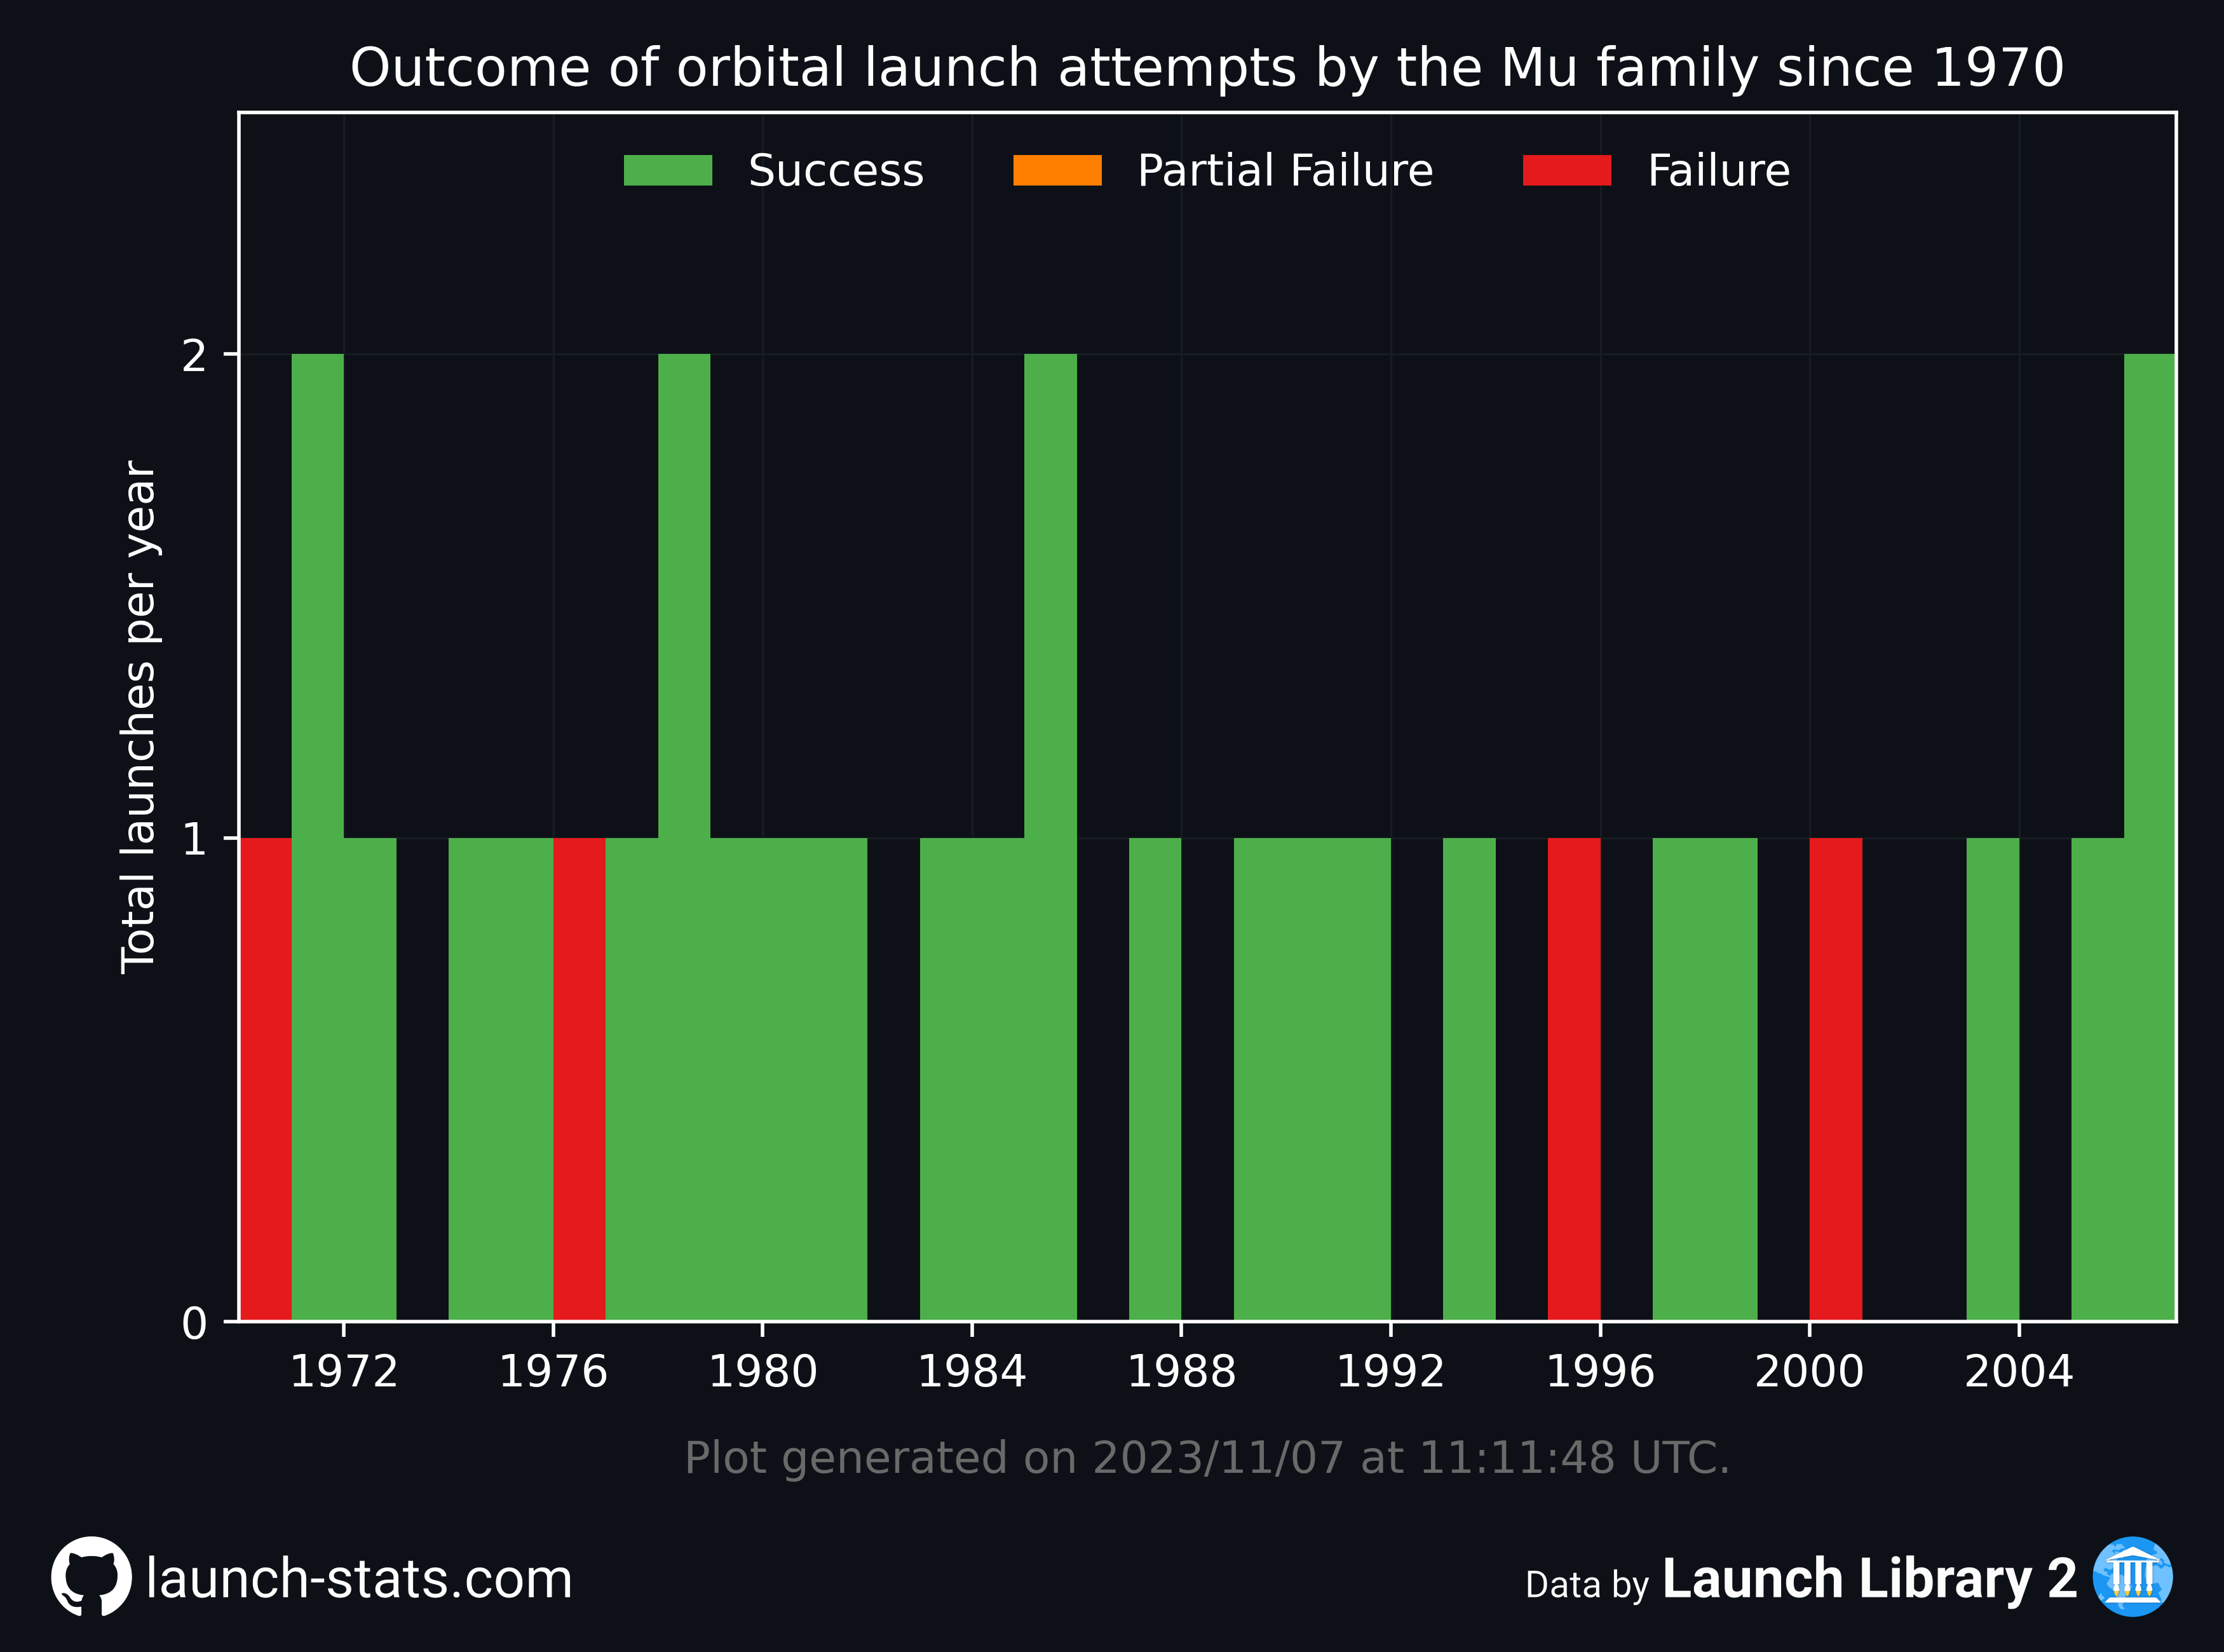 Outcome of orbital launch attempts by the Mu family since 1970
Success Partial Failure Failure
Total launches per year
2
1
0
1972 1976 1980 1984 1988 1992 1996 2000 2004
Plot generated on 2023/11/07 at 11:11:48 UTC.
launch-stats.com
Data by Launch Library 2